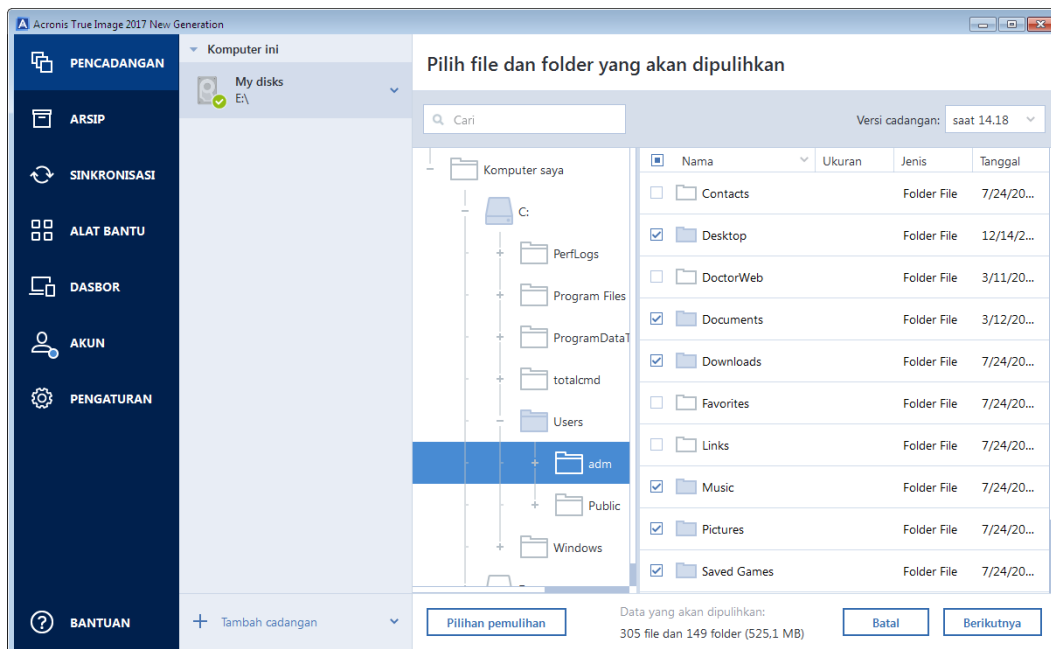 Acronis True Image 2017 New Generation
PENCADANGAN
ARSIP
SINKRONISASI
ALAT BANTU
DASBOR
AKUN
PENGATURAN
BANTUAN
Komputer ini
My disks
E:\
Tambah cadangan
Pilih file dan folder yang akan dipulihkan
Cari
Versi cadangan: saat 14.18
Komputer saya
C:
PerfLogs
Program Files
ProgramDataT
totalcmd
Users
adm
Public
Windows
Nama Ukuran Jenis Tanggal
Contacts Folder File 7/24/20...
Desktop Folder File 12/14/2...
DoctorWeb Folder File 3/11/20...
Documents Folder File 3/12/20...
Downloads Folder File 7/24/20...
Favorites Folder File 7/24/20...
Links Folder File 7/24/20...
Music Folder File 7/24/20...
Pictures Folder File 7/24/20...
Saved Games Folder File 7/24/20...
Pilihan pemulihan
Data yang akan dipulihkan:
305 file dan 149 folder (525,1 MB)
Batal
Berikutnya